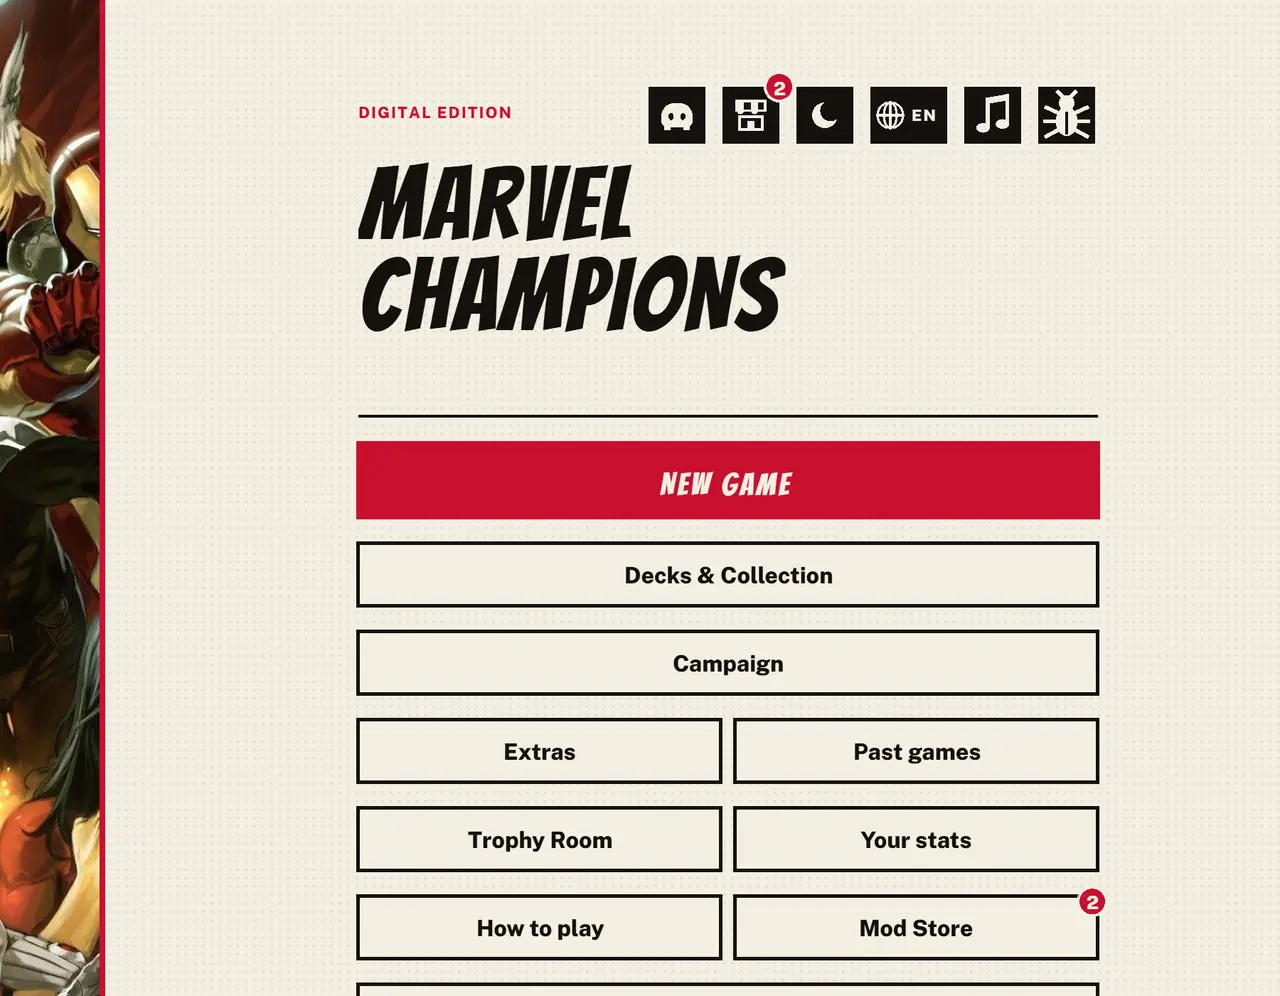 DIGITAL EDITION
2
EN
MARVEL
CHAMPIONS
NEW GAME
Decks & Collection
Campaign
Extras
Past games
Trophy Room
Your stats
How to play
Mod Store
2